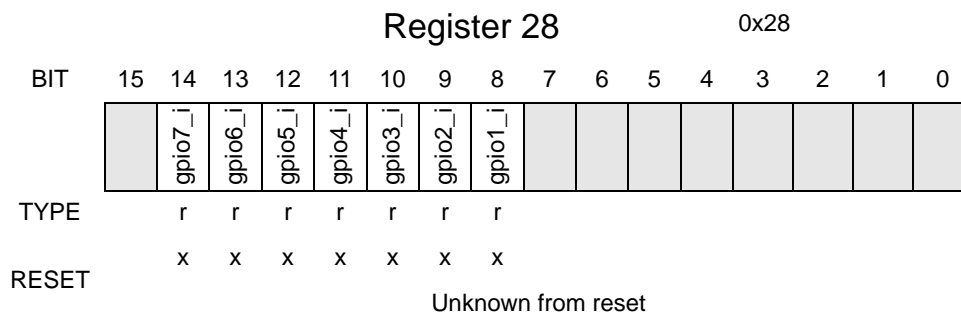 Register 28 0x28
BIT 15 14 13 12 11 10 9 8 7 6 5 4 3 2 1 0
gpio7_i gpio6_i gpio5_i gpio4_i gpio3_i gpio2_i gpio1_i
TYPE r r r r r r r
x x x x x x x
RESET
Unknown from reset